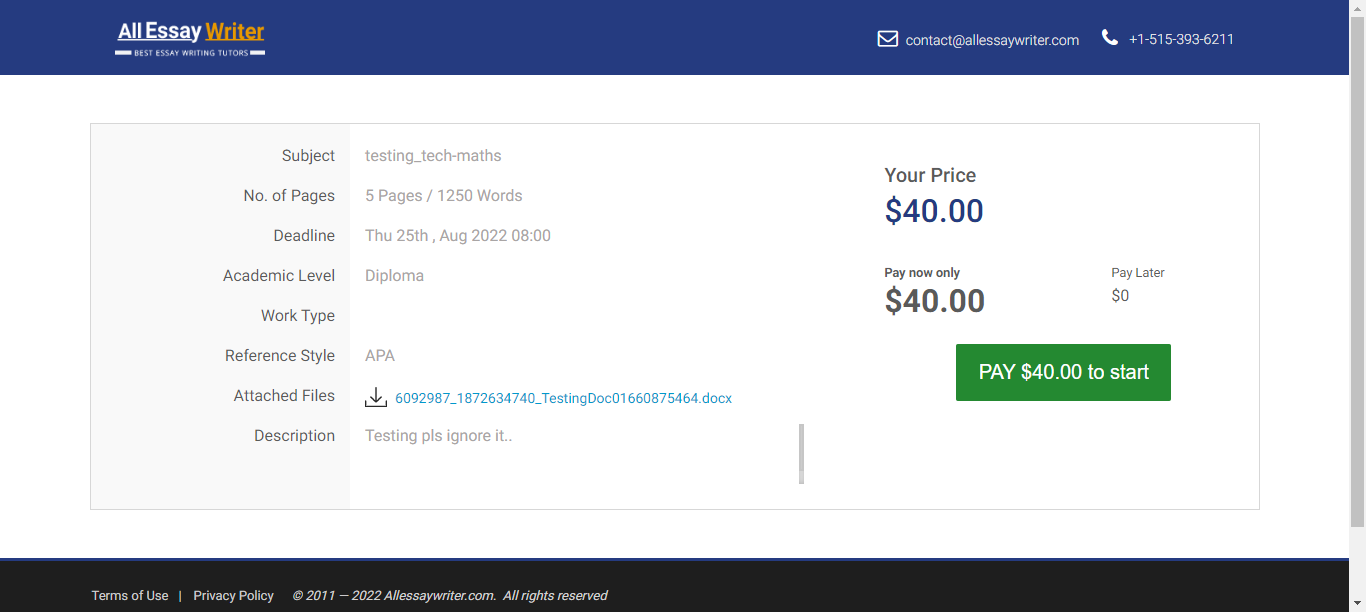 All Essay Writer
BEST ESSAY WRITING TUTORS
contact@allessaywriter.com
+1-515-393-6211
Subject testing_tech-maths
No. of Pages 5 Pages / 1250 Words
Deadline Thu 25th , Aug 2022 08:00
Academic Level Diploma
Work Type
Reference Style APA
Attached Files 6092987_1872634740_TestingDoc01660875464.docx
Description Testing pls ignore it..
Your Price
$40.00
Pay now only
$40.00
Pay Later
$0
PAY $40.00 to start
Terms of Use | Privacy Policy © 2011 — 2022 Allessaywriter.com. All rights reserved